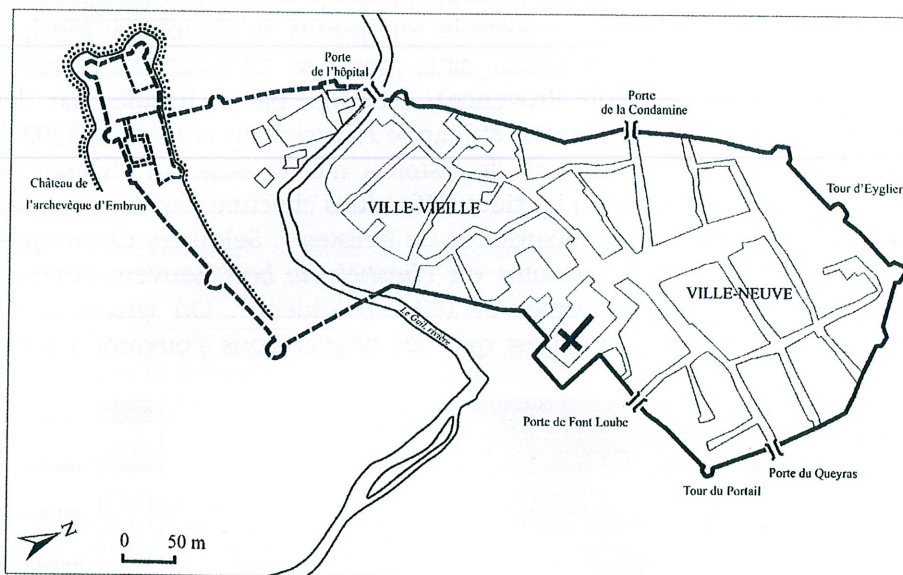 Porte
de l'hôpital
Porte
de la Condamine
Château de
l'archevêque d'Embrun
Tour d'Eyglier
VILLE-VIEILLE
VILLE-NEUVE
Le Guil, rivière
Porte de Font Loube
Porte du Queyras
Tour du Portail
N
0 50 m